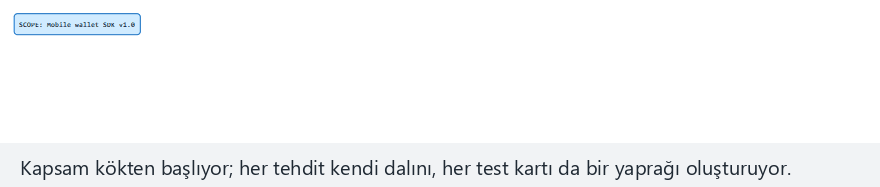 SCOPE: Mobile wallet SDK v1.0
Kapsam kökten başlıyor; her tehdit kendi dalını, her test kartı da bir yaprağı oluşturuyor.